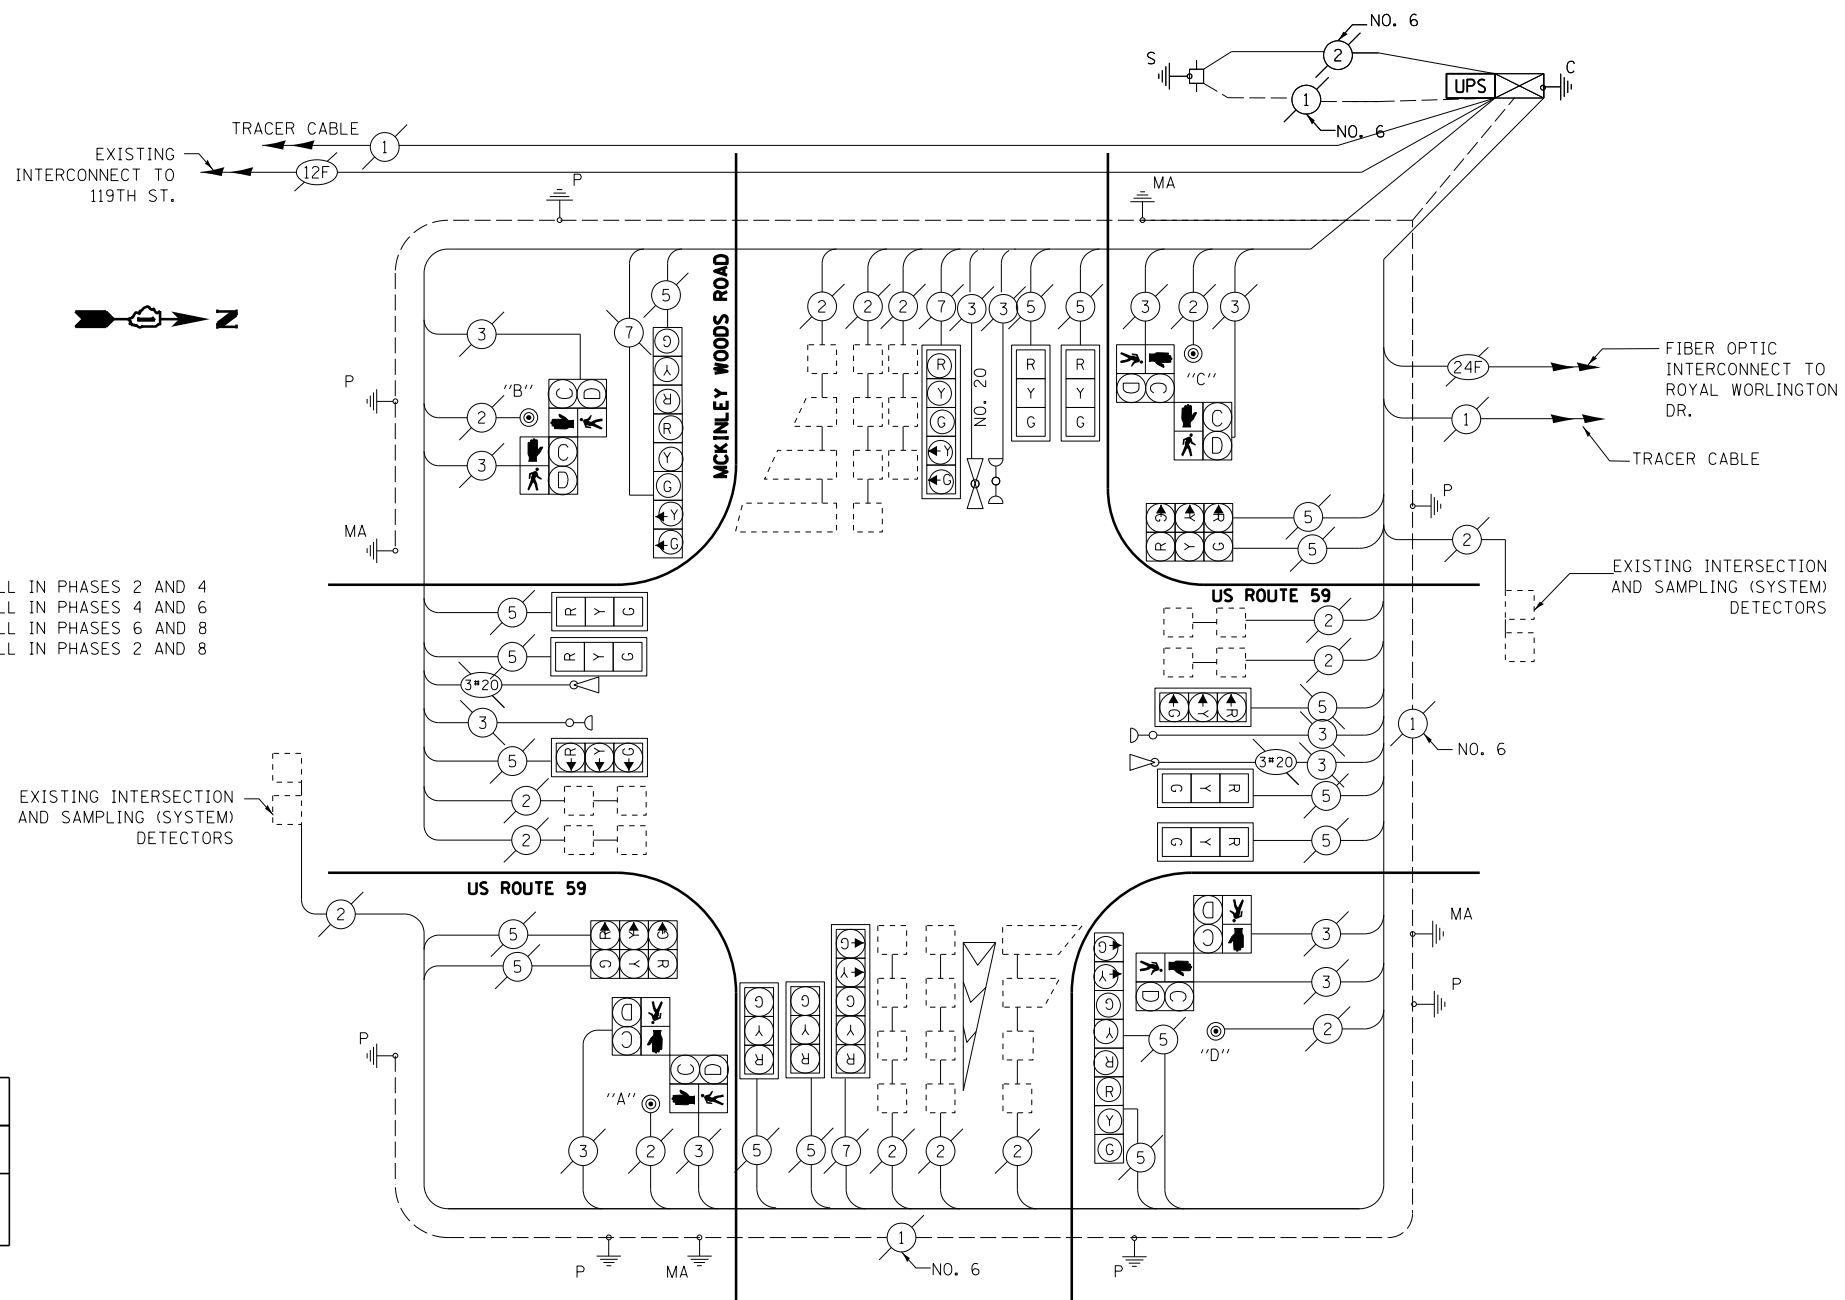 NO. 6
2
S
UPS
C
1
NO. 6
TRACER CABLE
1
EXISTING
INTERCONNECT TO
119TH ST.
12F
P
MA
MCKINLEY WOODS ROAD
N
5
7
3
"B"
2
3
C D
C
D
G
Y
R
R
Y
G
Y
G
2 2 2 7 3 3 5 5
R
Y
G
Y
G
NO. 20
R
Y
G
R
Y
G
3 2 3
"C"
D C
C
D
P
MA
24F
FIBER OPTIC
INTERCONNECT TO
ROYAL WORLINGTON
DR.
1
TRACER CABLE
P
G Y R
R Y G
5
5
2
EXISTING INTERSECTION
AND SAMPLING (SYSTEM)
DETECTORS
LL IN PHASES 2 AND 4
LL IN PHASES 4 AND 6
LL IN PHASES 6 AND 8
LL IN PHASES 2 AND 8
US ROUTE 59
5 R Y G
5 R Y G
3#20
3
5 R Y G
2
2
2
2
G Y R 5
3
3#20 3
G Y R 5
G Y R 5
1
NO. 6
EXISTING INTERSECTION
AND SAMPLING (SYSTEM)
DETECTORS
US ROUTE 59
2
5
5
R Y G
G Y R
D
C
C D
"A"
3 2 3
G
Y
R
G
Y
R
G
Y
G
Y
R
5 5 7 2 2 2
G
Y
G
Y
R
R
Y
G
5
5
D
C
D C
"D"
3
3
2
MA
P
P
1
NO. 6
P
MA
P